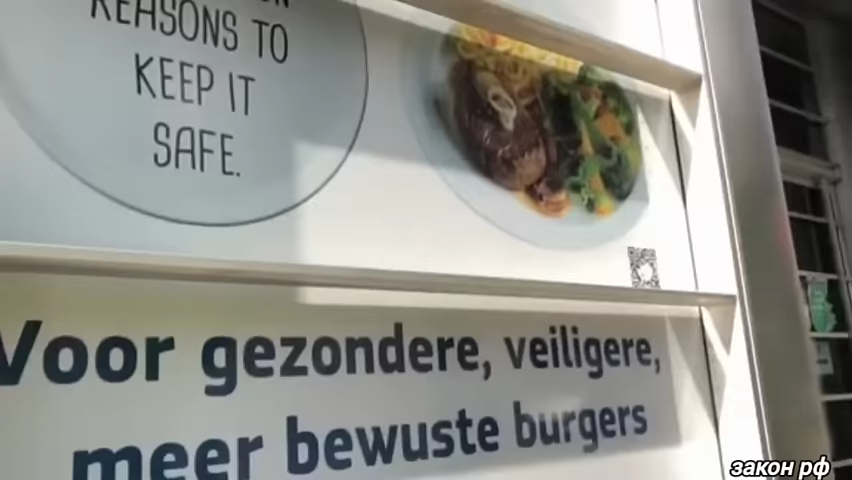 REASONS TO
KEEP IT
SAFE.
Voor gezondere, veiligere,
meer bewuste burgers
закон рф